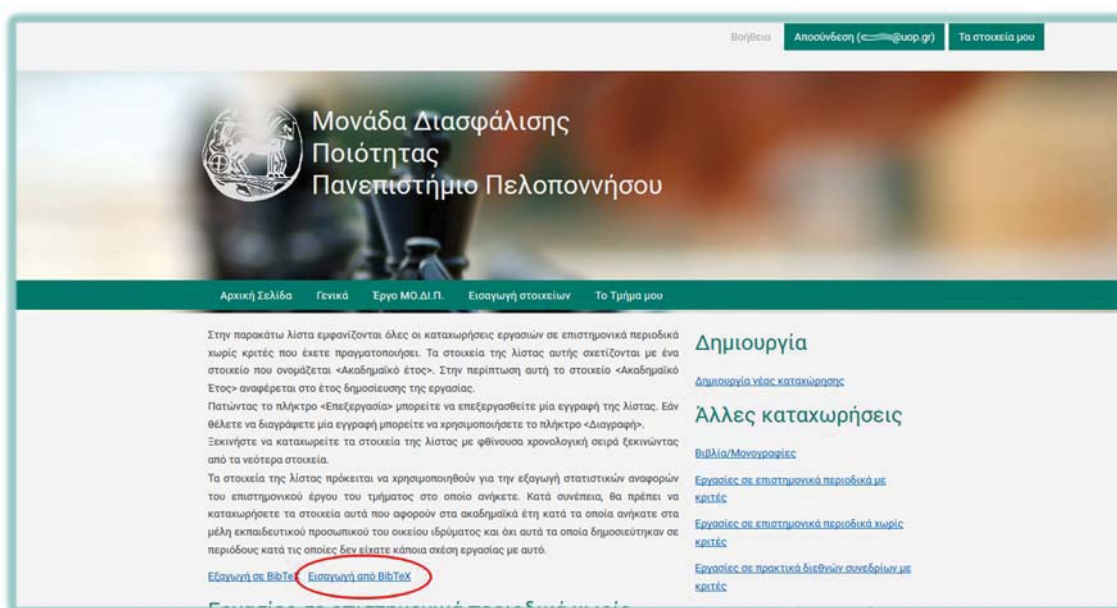 Βοήθεια
Αποσύνδεση (@uop.gr)
Τα στοιχεία μου
Μονάδα Διασφάλισης
Ποιότητας
Πανεπιστήμιο Πελοποννήσου
Αρχική Σελίδα Γενικά Έργο ΜΟ.ΔΙ.Π. Εισαγωγή στοιχείων Το Τμήμα μου
Στην παρακάτω λίστα εμφανίζονται όλες οι καταχωρήσεις εργασιών σε επιστημονικά περιοδικά
χωρίς κριτές που έχετε πραγματοποιήσει. Τα στοιχεία της λίστας αυτής σχετίζονται με ένα
στοιχείο που ονομάζεται <Ακαδημαϊκό έτος>. Στην περίπτωση αυτή το στοιχείο <Ακαδημαϊκό
Έτος> αναφέρεται στο έτος δημοσίευσης της εργασίας.
Πατώντας το πλήκτρο <Επεξεργασία> μπορείτε να επεξεργασθείτε μία εγγραφή της λίστας. Εάν
θέλετε να διαγράψετε μία εγγραφή μπορείτε να χρησιμοποιήσετε το πλήκτρο <Διαγραφή>.
Ξεκινήστε να καταχωρείτε τα στοιχεία της λίστας με φθίνουσα χρονολογική σειρά ξεκινώντας
από τα νεότερα στοιχεία.
Τα στοιχεία της λίστας πρόκειται να χρησιμοποιηθούν για την εξαγωγή στατιστικών αναφορών
του επιστημονικού έργου του τμήματος στο οποίο ανήκετε. Κατά συνέπεια, θα πρέπει να
καταχωρήσετε τα στοιχεία αυτά που αφορούν στα ακαδημαϊκά έτη κατά τα οποία ανήκατε στα
μέλη εκπαιδευτικού προσωπικού του οικείου ιδρύματος και όχι αυτά τα οποία δημοσιεύτηκαν σε
περιόδους κατά τις οποίες δεν είχατε κάποια σχέση εργασίας με αυτό.
Εξαγωγή σε BibTeX Εισαγωγή από BibTeX
Εργασίες σε επιστημονικά περιοδικά χωρίς
Δημιουργία
Δημιουργία νέας καταχώρησης
Άλλες καταχωρήσεις
Βιβλία/Μονογραφίες
Εργασίες σε επιστημονικά περιοδικά με
κριτές
Εργασίες σε επιστημονικά περιοδικά χωρίς
κριτές
Εργασίες σε πρακτικά διεθνών συνεδρίων με
κριτές